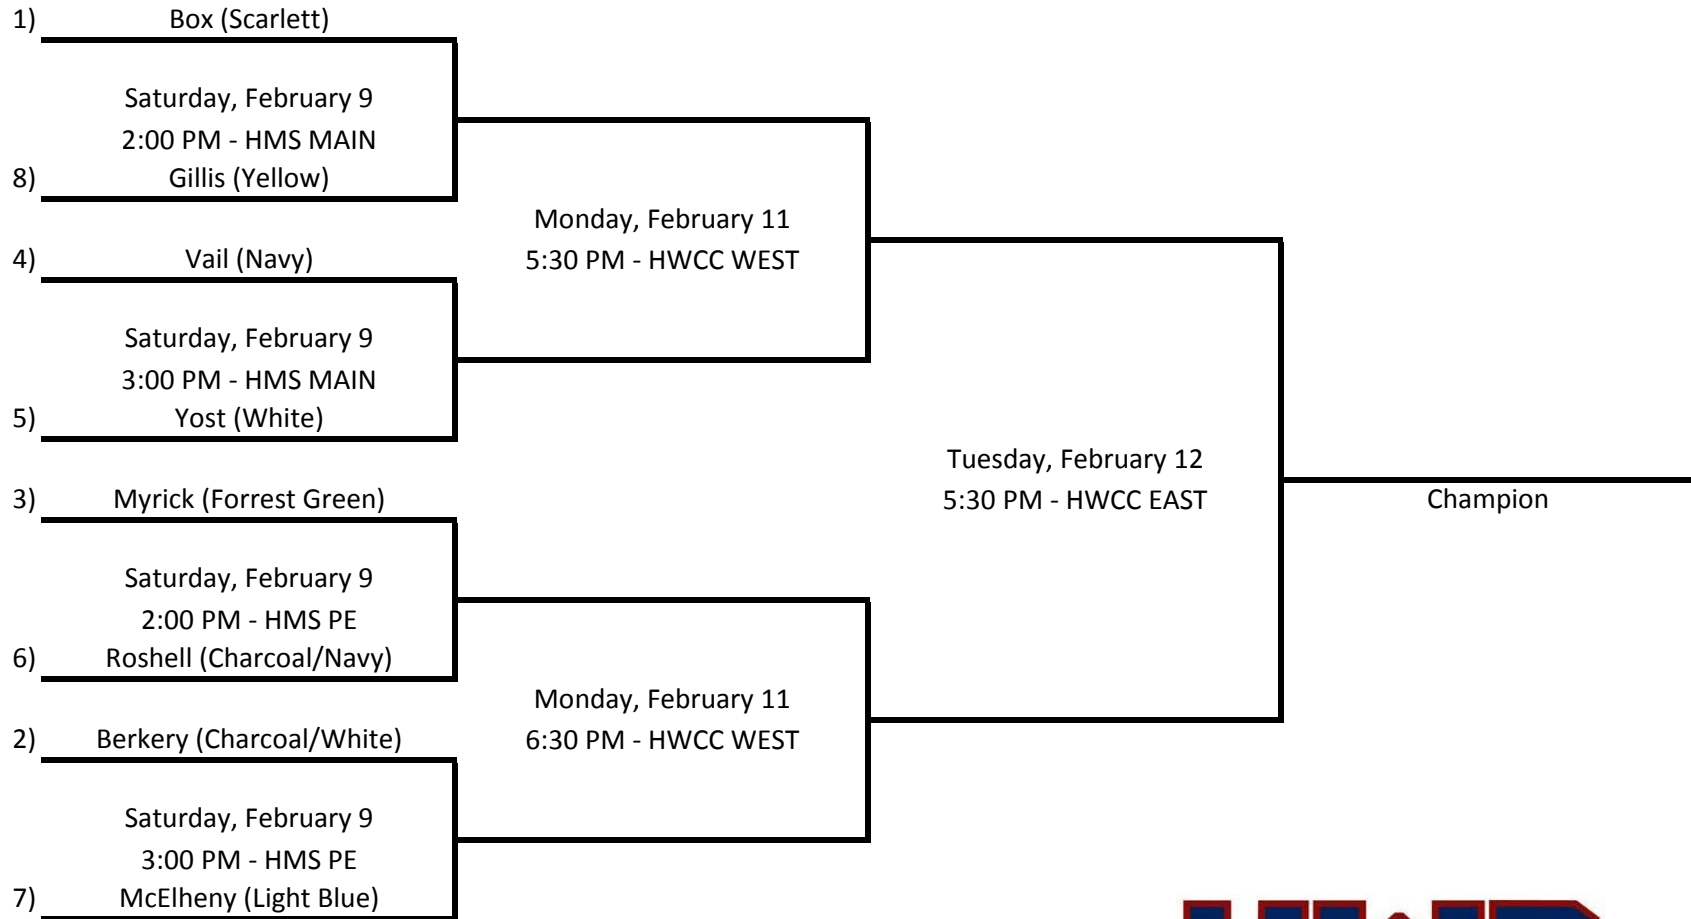 1) Box (Scarlett)
Saturday, February 9
2:00 PM - HMS MAIN
8) Gillis (Yellow)
Monday, February 11
5:30 PM - HWCC WEST
4) Vail (Navy)
Saturday, February 9
3:00 PM - HMS MAIN
5) Yost (White)
Tuesday, February 12
5:30 PM - HWCC EAST
Champion
3) Myrick (Forrest Green)
Saturday, February 9
2:00 PM - HMS PE
6) Roshell (Charcoal/Navy)
Monday, February 11
6:30 PM - HWCC WEST
2) Berkery (Charcoal/White)
Saturday, February 9
3:00 PM - HMS PE
7) McElheny (Light Blue)